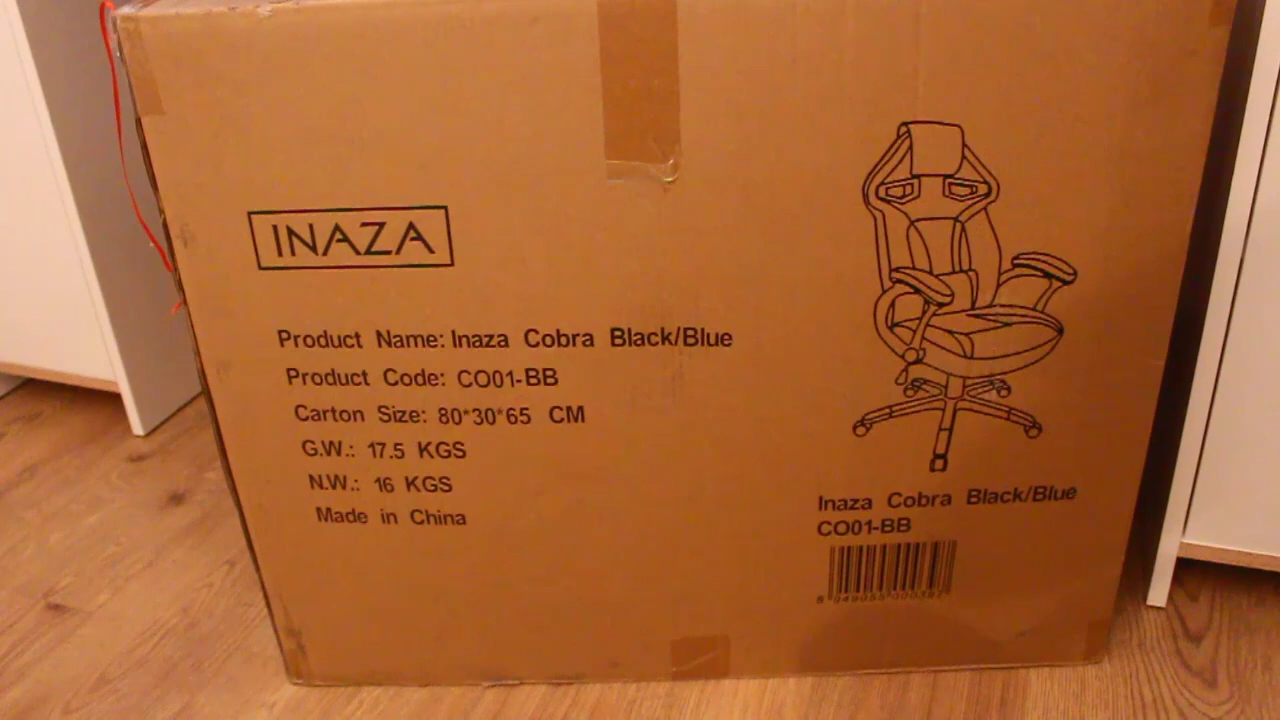 INAZA
Product Name: Inaza Cobra Black/Blue
Product Code: CO01-BB
Carton Size: 80*30*65 CM
G.W.: 17.5 KGS
N.W.: 16 KGS
Made in China
Inaza Cobra Black/Blue
CO01-BB